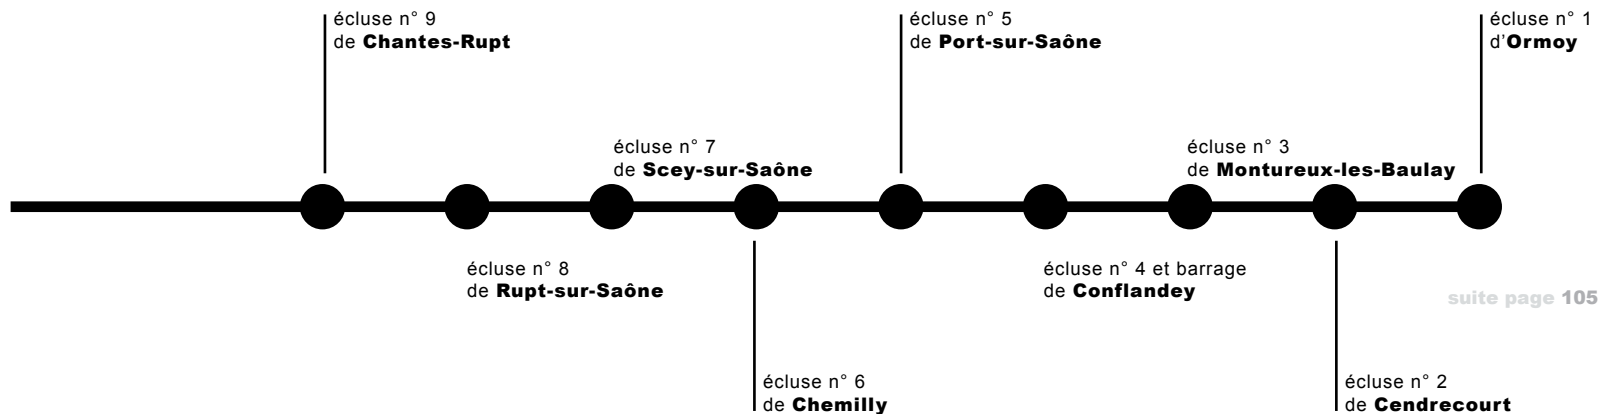 écluse n° 9
de Chantes-Rupt
écluse n° 5
de Port-sur-Saône
écluse n° 1
d'Ormoy
écluse n° 7
de Scey-sur-Saône
écluse n° 3
de Montureux-les-Baulay
écluse n° 8
de Rupt-sur-Saône
écluse n° 4 et barrage
de Conflandey
suite page 105
écluse n° 6
de Chemilly
écluse n° 2
de Cendrecourt